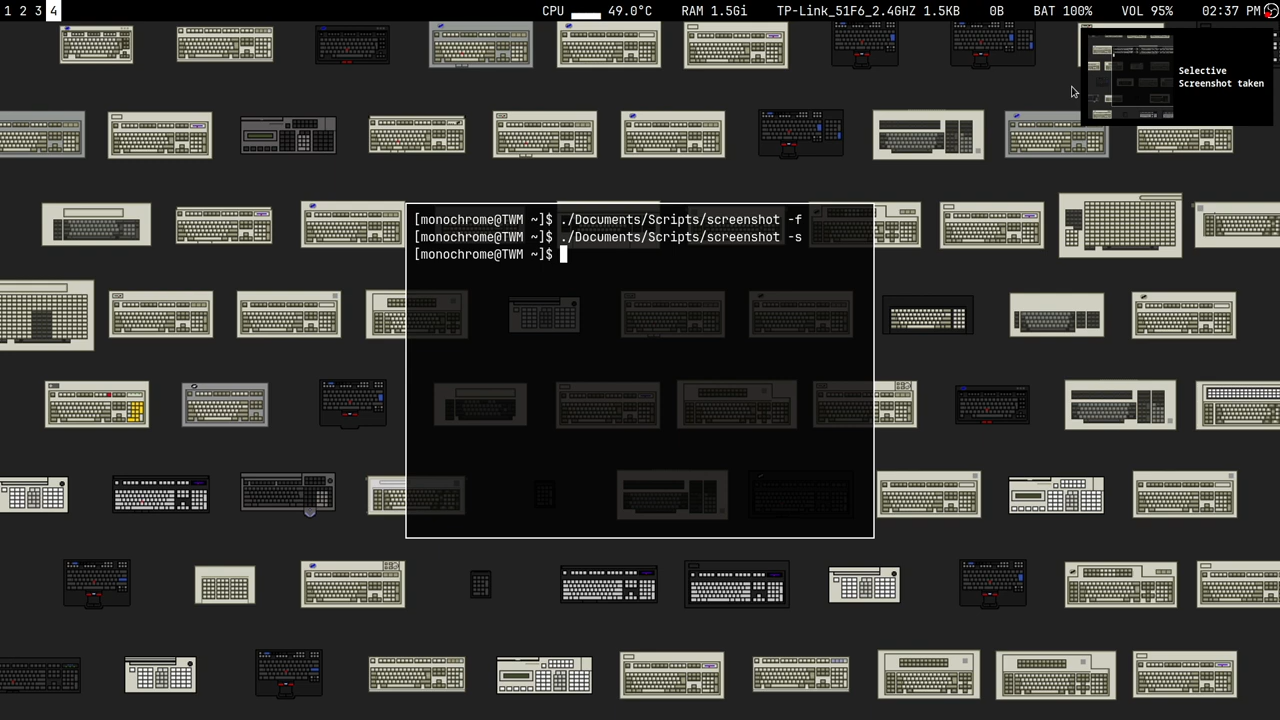 1 2 3 4 CPU 49.0°C RAM 1.5Gi TP-Link_51F6_2.4GHZ 1.5KB 0B BAT 100% VOL 95% 02:37 PM
Selective
Screenshot taken
[monochrome@TWM ~]$ ./Documents/Scripts/screenshot -f
[monochrome@TWM ~]$ ./Documents/Scripts/screenshot -s
[monochrome@TWM ~]$